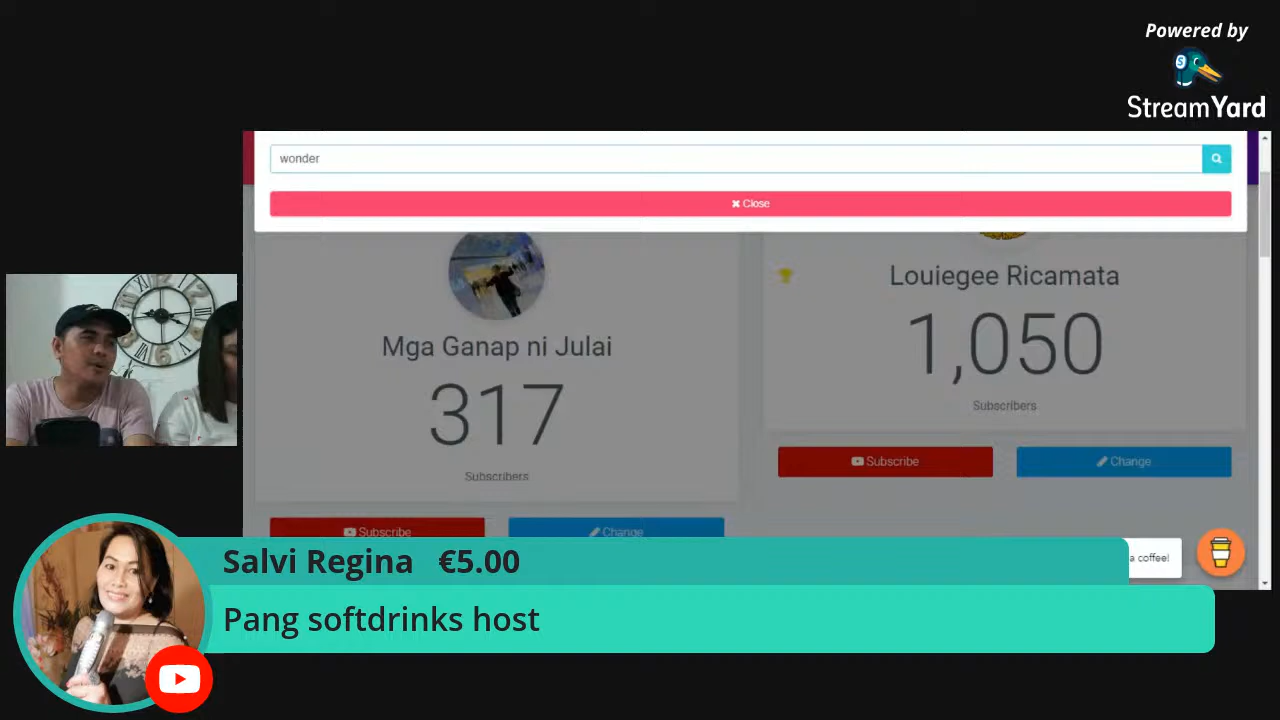 Powered by
StreamYard
wonder
Close
Mga Ganap ni Julai
317
Subscribers
Subscribe
Change
Louiegee Ricamata
1,050
Subscribers
Subscribe
Change
a coffee!
Salvi Regina €5.00
Pang softdrinks host